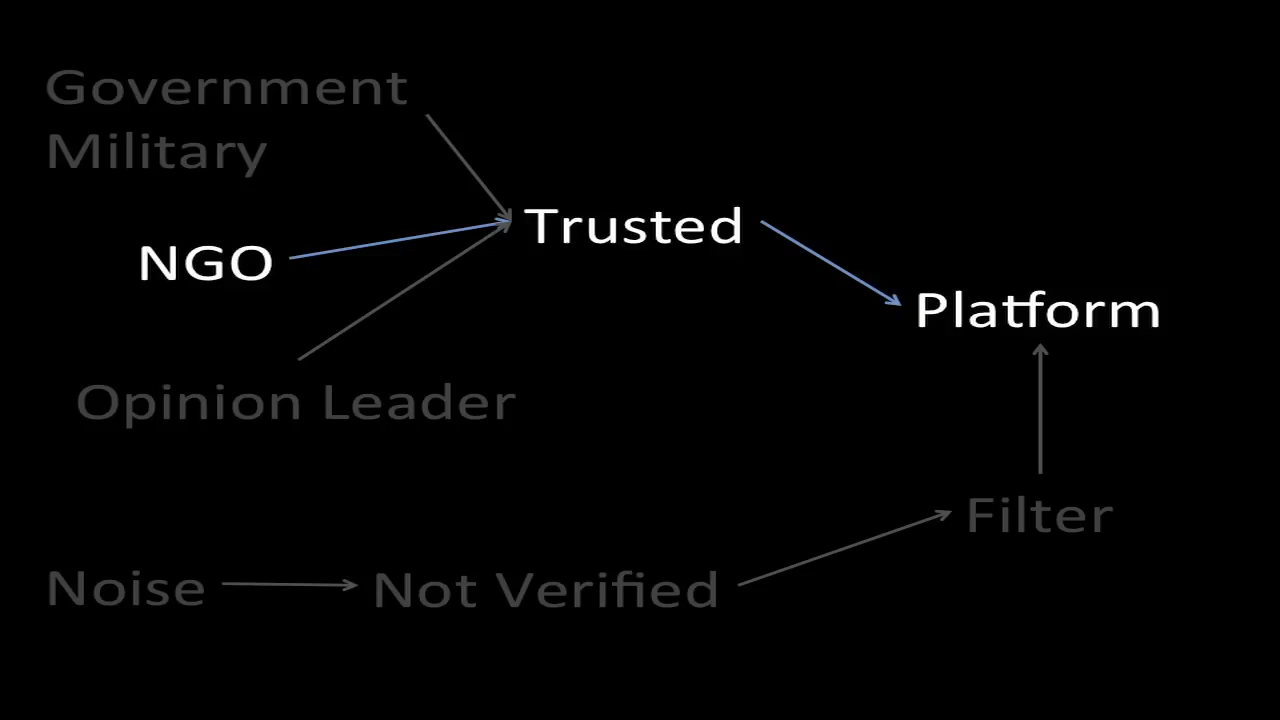 Government
Military
Trusted
NGO
Platform
Opinion Leader
Filter
Noise
Not Verified